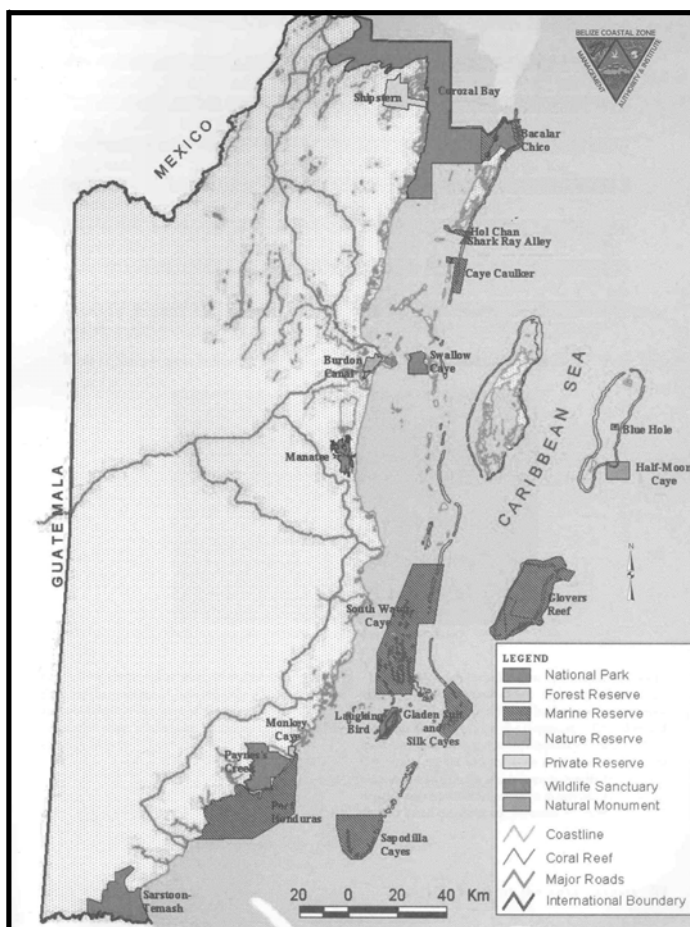 BELIZE COASTAL ZONE
MANAGEMENT
AUTHORITY & INSTITUTE
MEXICO
Shipstern
Corozal Bay
Bacalar
Chico
Hol Chan
Shark Ray Alley
Caye Caulker
Burdon
Canal
Swallow
Caye
CARIBBEAN SEA
Blue Hole
Manatee
Half-Moon
Caye
GUATEMALA
N
Glovers
Reef
South Water
Caye
Laughing
Bird
Gladen Spit
and
Silk Cayes
Monkey
Caye
Paynes's
Creek
Port
Honduras
Sapodilla
Cayes
Sarstoon-
Temash
LEGEND
National Park
Forest Reserve
Marine Reserve
Nature Reserve
Private Reserve
Wildlife Sanctuary
Natural Monument
Coastline
Coral Reef
Major Roads
International Boundary
20 0 20 40 Km